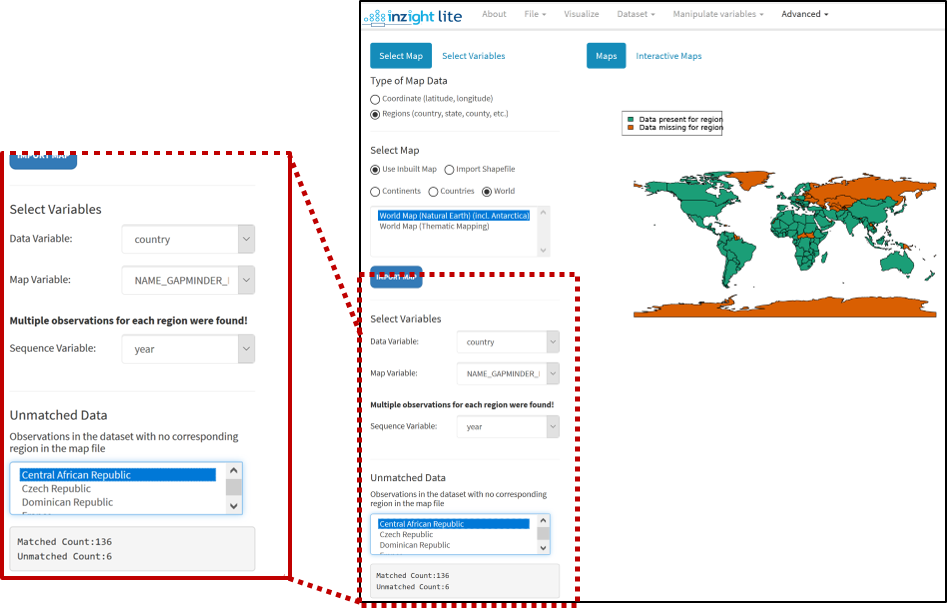 inzight lite
About
File
Visualize
Dataset
Manipulate variables
Advanced
Select Map
Select Variables
Maps
Interactive Maps
Type of Map Data
Coordinate (latitude, longitude)
Regions (country, state, county, etc.)
Select Map
Use Inbuilt Map
Import Shapefile
Continents
Countries
World
World Map (Natural Earth) (incl. Antarctica)
World Map (Thematic Mapping)
IMPORT MAP
Select Variables
Data Variable:
country
Map Variable:
NAME_GAPMINDER_
Multiple observations for each region were found!
Sequence Variable:
year
Unmatched Data
Observations in the dataset with no corresponding
region in the map file
Central African Republic
Czech Republic
Dominican Republic
Matched Count:136
Unmatched Count:6
Data present for region
Data missing for region
IMPORT MAP
Select Variables
Data Variable:
country
Map Variable:
NAME_GAPMINDER_
Multiple observations for each region were found!
Sequence Variable:
year
Unmatched Data
Observations in the dataset with no corresponding
region in the map file
Central African Republic
Czech Republic
Dominican Republic
Matched Count:136
Unmatched Count:6